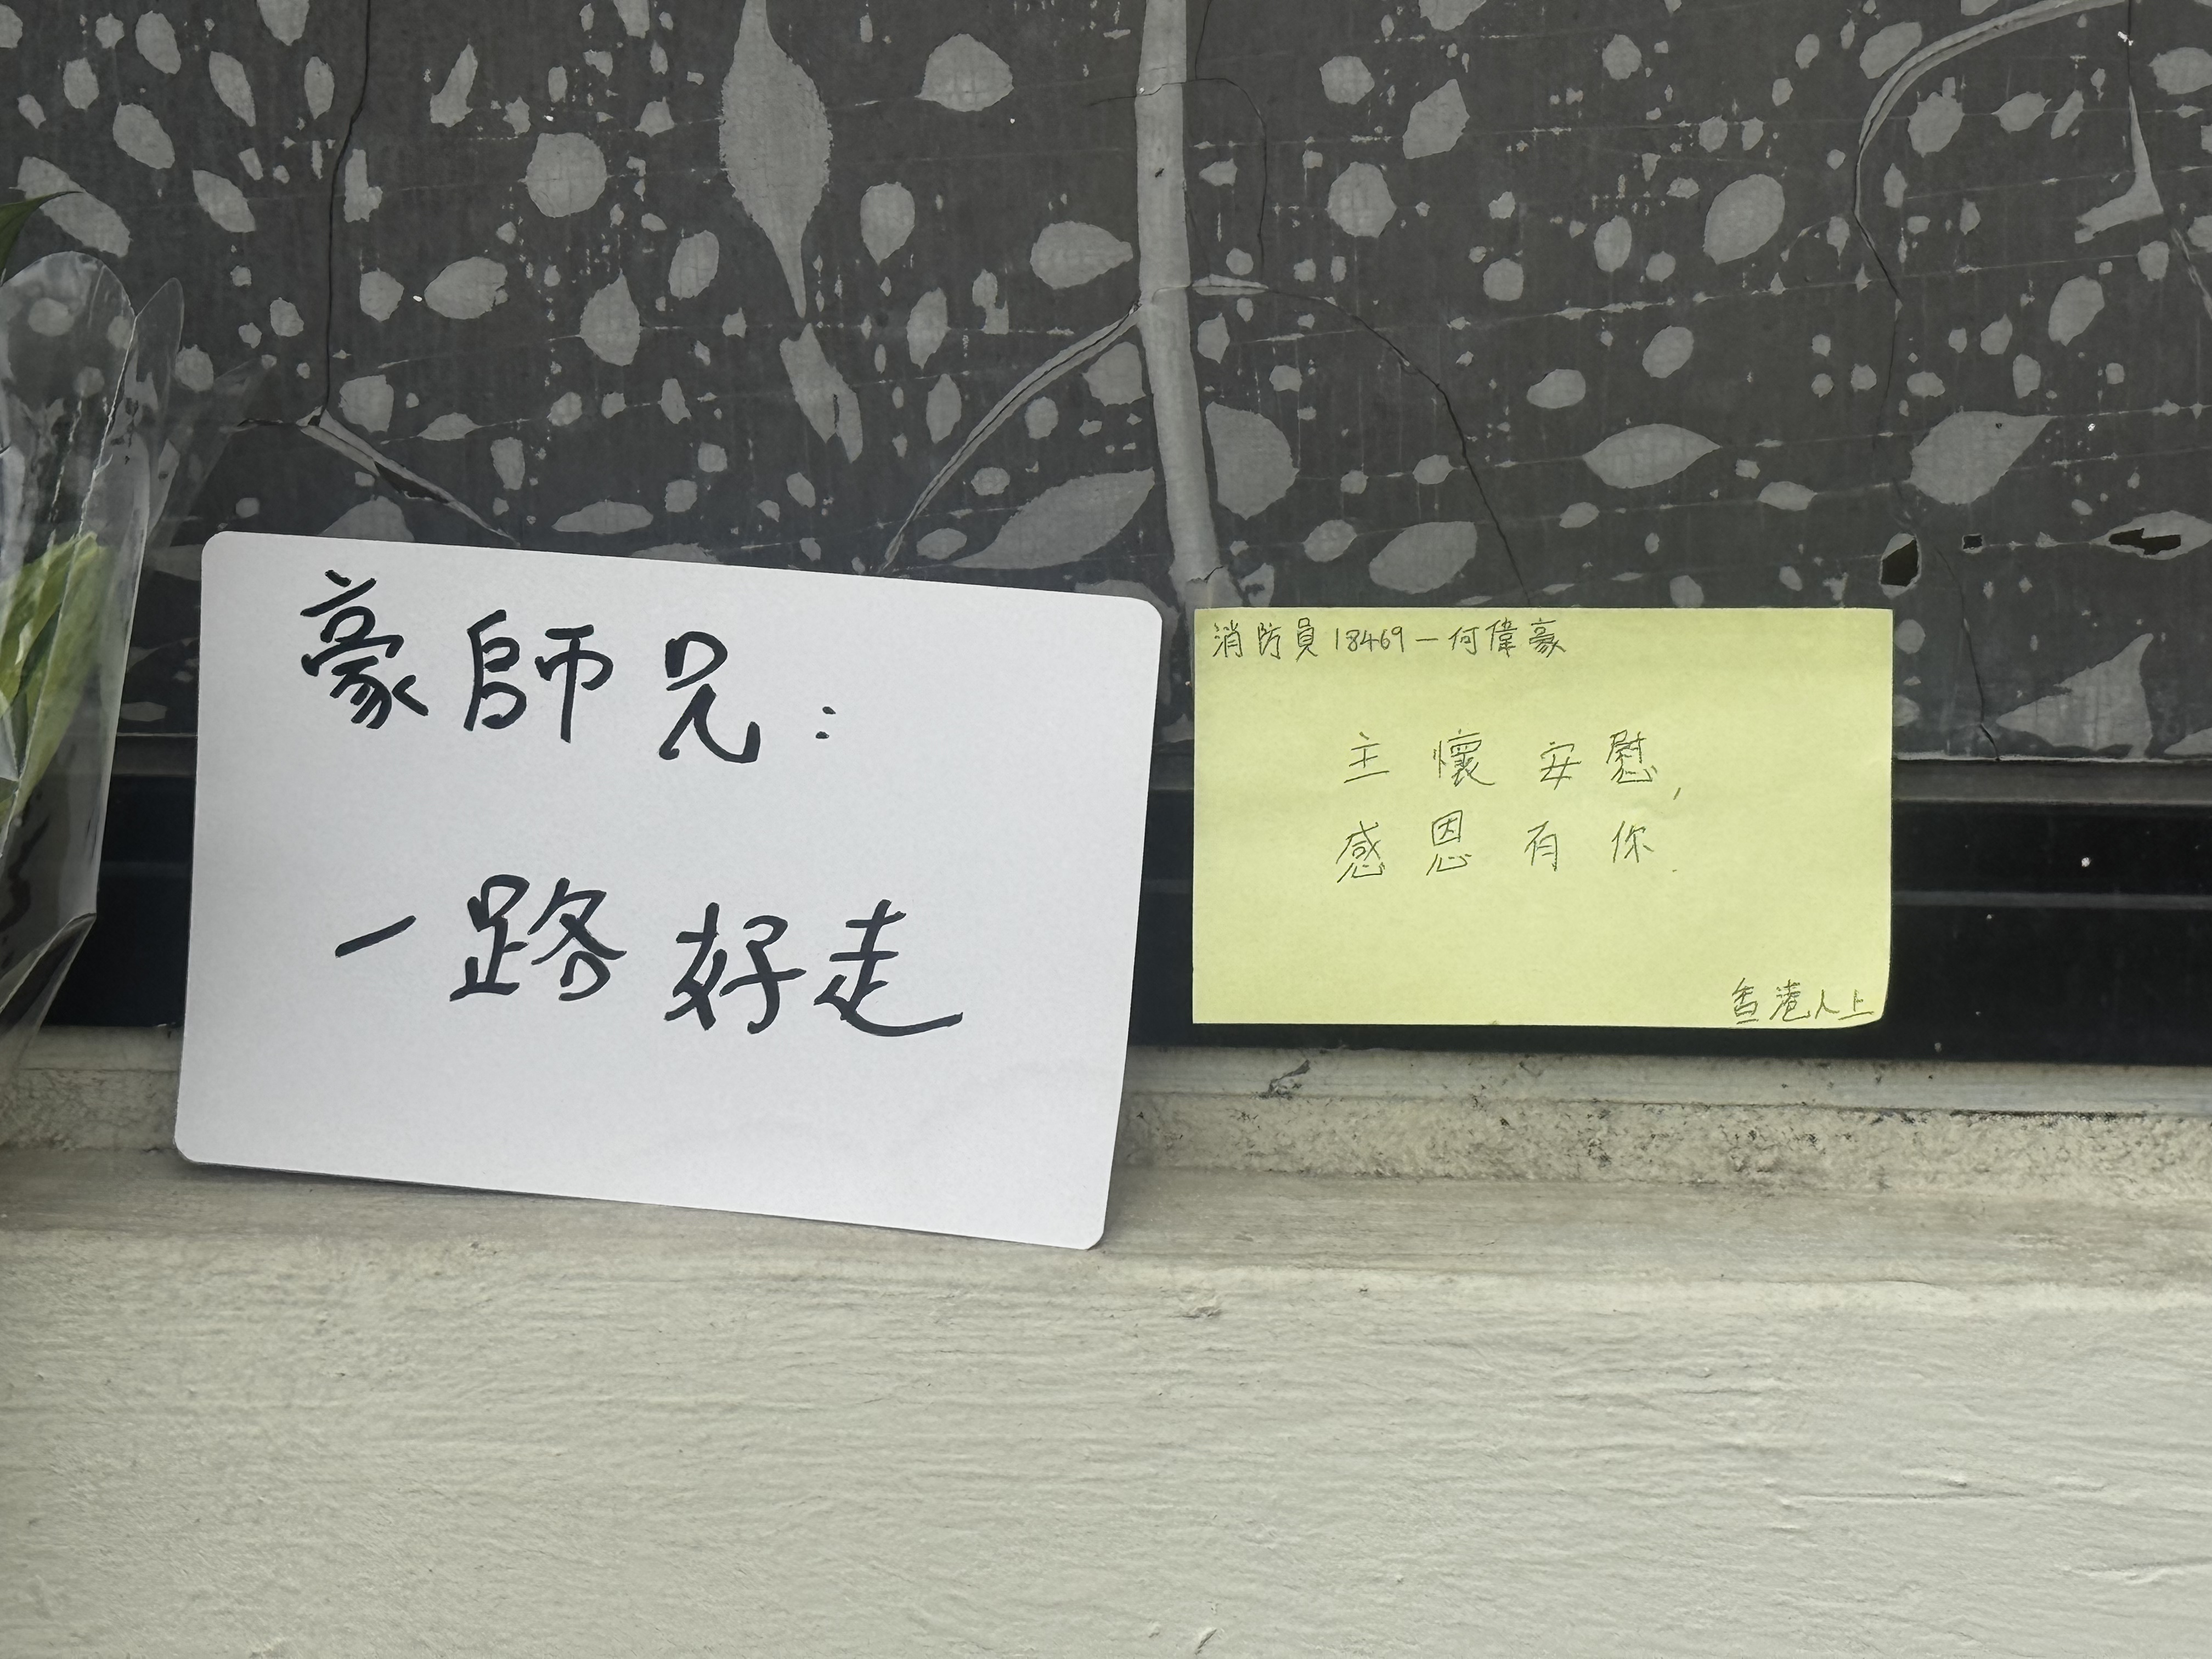 豪師兄：
一路好走
消防員18469－何偉豪
主懷安慰，
感恩有你．
香港人上